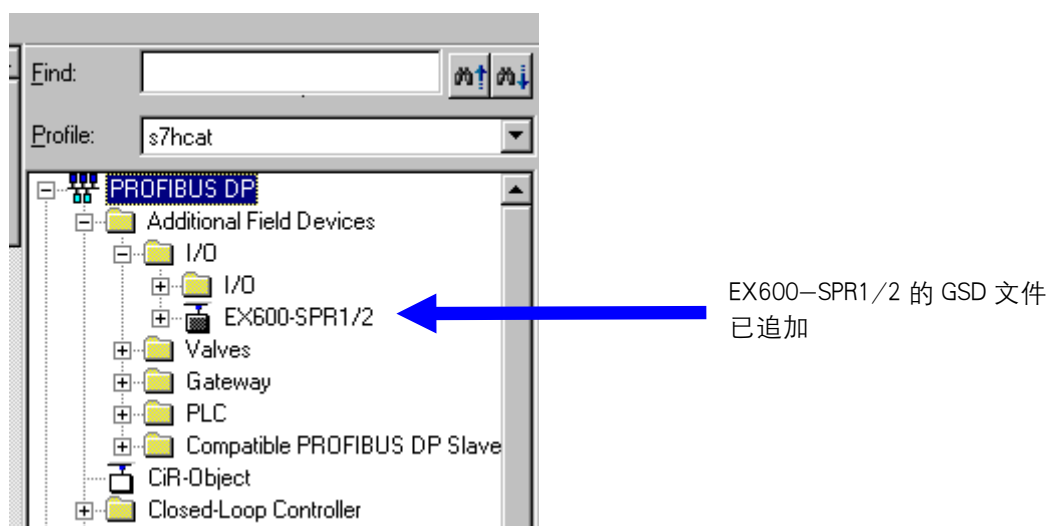 Find:
Profile:
s7hcat
PROFIBUS DP
Additional Field Devices
I/O
I/O
EX600-SPR1/2
Valves
Gateway
PLC
Compatible PROFIBUS DP Slave
CiR-Object
Closed-Loop Controller
EX600−SPR1/2 的 GSD 文件
已追加